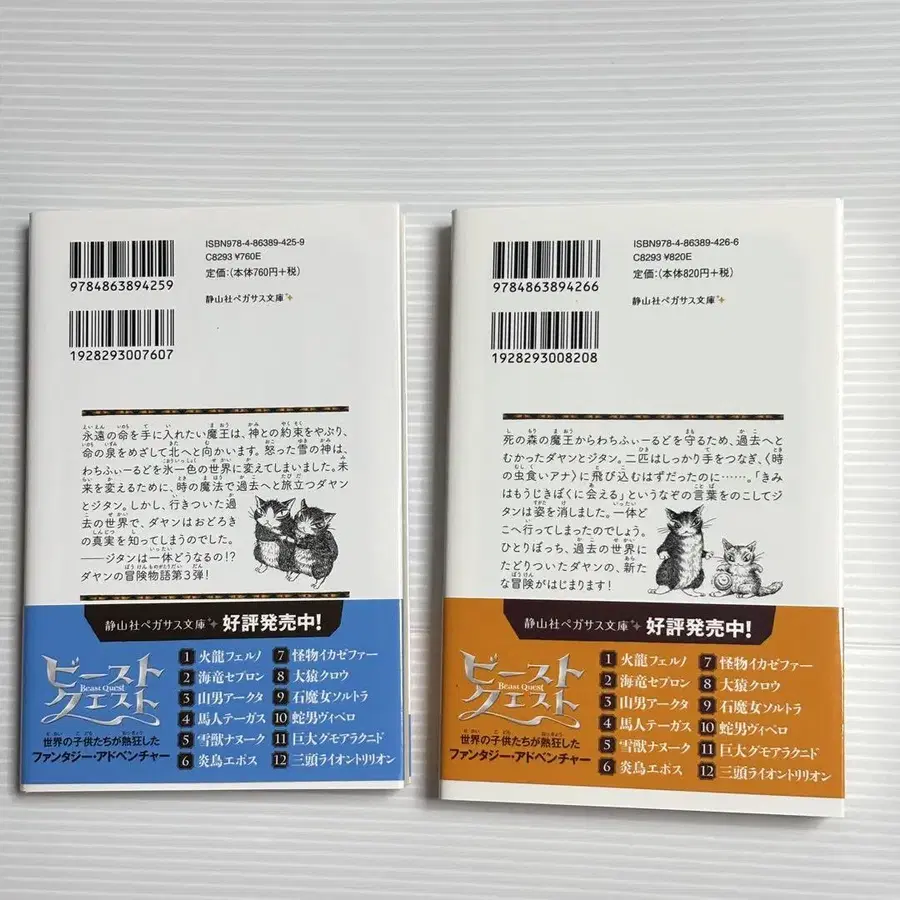 ISBN978-4-86389-425-9
C8293 ¥760E
定価:(本体760円+税)
静山社ペガサス文庫
9784863894259
1928293007607
永遠の命を手に入れたい魔王は、神との約束をやぶり、
命の泉をめざして北へと向かいます。怒った雪の神は、
わちふぃーるどを氷一色の世界に変えてしまいました。未
来を変えるために、時の魔法で過去へと旅立つダヤン
とジタン。しかし、行きついた過
去の世界で、ダヤンはおどろき
の真実を知ってしまうのでした。
──ジタンは一体どうなるの!?
ダヤンの冒険物語第3弾!
静山社ペガサス文庫 好評発売中!
ビースト
Beast Quest
クエスト
世界の子供たちが熱狂した
ファンタジー・アドベンチャー
1 火龍フェルノ
2 海竜セプロン
3 山男アークタ
4 馬人テーガス
5 雪獣ナヌーク
6 炎鳥エポス
7 怪物イカゼファー
8 大猿クロウ
9 石魔女ソルトラ
10 蛇男ヴィペロ
11 巨大グモアラクニド
12 三頭ライオントリリオン
ISBN978-4-86389-426-6
C8293 ¥820E
定価:(本体820円+税)
静山社ペガサス文庫
9784863894266
1928293008208
死の森の魔王からわちふぃーるどを守るため、過去へと
むかったダヤンとジタン。二匹はしっかり手をつなぎ、〈時
の虫食いアナ〉に飛び込むはずだったのに……。「きみ
はもうじきぼくに会える」というなぞの言葉をのこしてジ
タンは姿を消しました。一体ど
こへ行ってしまったのでしょう。
ひとりぼっち、過去の世界に
たどりついたダヤンの、新た
な冒険がはじまります!
静山社ペガサス文庫 好評発売中!
ビースト
Beast Quest
クエスト
世界の子供たちが熱狂した
ファンタジー・アドベンチャー
1 火龍フェルノ
2 海竜セプロン
3 山男アークタ
4 馬人テーガス
5 雪獣ナヌーク
6 炎鳥エポス
7 怪物イカゼファー
8 大猿クロウ
9 石魔女ソルトラ
10 蛇男ヴィペロ
11 巨大グモアラクニド
12 三頭ライオントリリオン